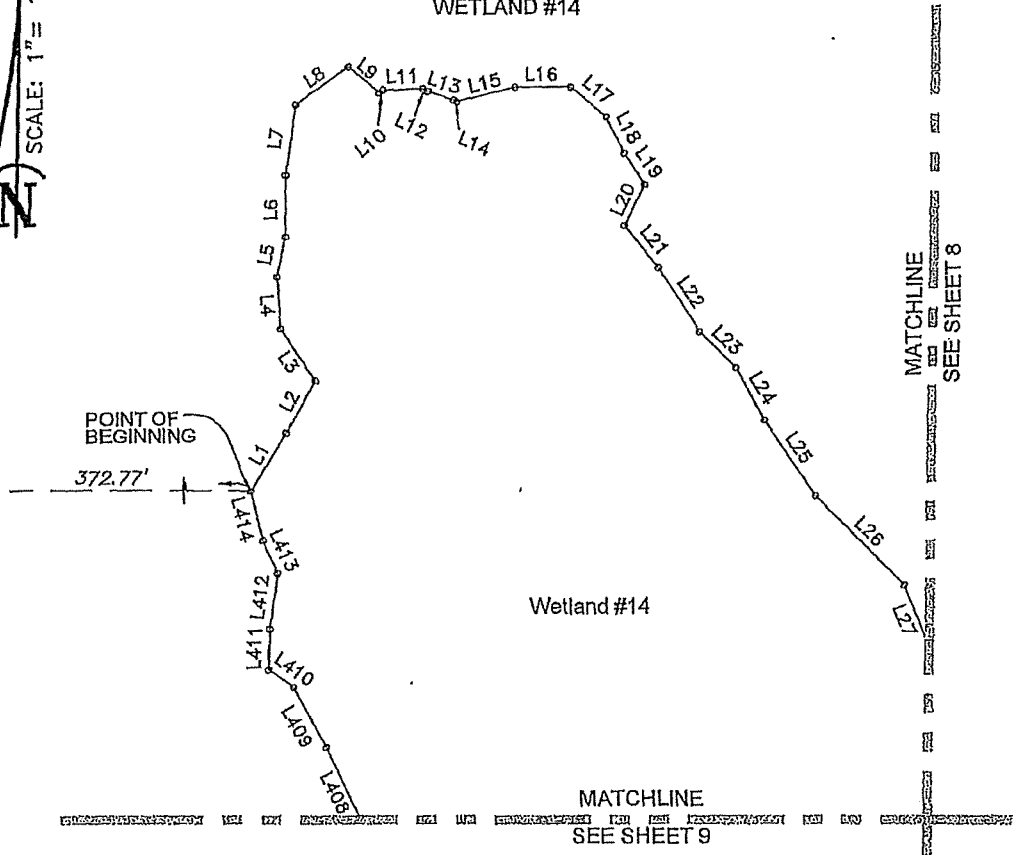 WETLAND #14
SCALE: 1"=
N
L8
L9
L11
L13
L15
L16
L10
L12
L14
L17
L7
L18
L19
L6
L20
L5
L21
L4
L22
L3
L23
L2
L24
MATCHLINE
SEE SHEET 8
POINT OF
BEGINNING
L1
L25
372.77'
L414
L26
L413
L412
Wetland #14
L27
L411
L410
L409
L408
MATCHLINE
SEE SHEET 9